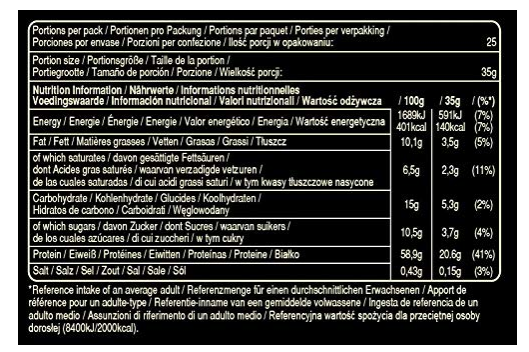 Portions per pack / Portionen pro Packung / Portions par paquet / Porties per verpakking /
Porciones por envase / Porzioni per confezione / Ilość porcji w opakowaniu: 25
Portion size / Portionsgröße / Taille de la portion /
Portiegrootte / Tamaño de porción / Porzione / Wielkość porcji: 35g
Nutrition Information / Nährwerte / Informations nutritionnelles
Voedingswaarde / Información nutricional / Valori nutrizionali / Wartość odżywcza / 100g / 35g / (%*)
Energy / Energie / Énergie / Energie / Valor energético / Energia / Wartość energetyczna 1689kJ 591kJ (7%)
401kcal 140kcal (7%)
Fat / Fett / Matières grasses / Vetten / Grasas / Grassi / Tłuszcz 10,1g 3,5g (5%)
of which saturates / davon gesättigte Fettsäuren /
dont Acides gras saturés / waarvan verzadigde vetzuren /
de las cuales saturadas / di cui acidi grassi saturi / w tym kwasy tłuszczowe nasycone 6,5g 2,3g (11%)
Carbohydrate / Kohlenhydrate / Glucides / Koolhydraten /
Hidratos de carbono / Carboidrati / Węglowodany 15g 5,3g (2%)
of which sugars / davon Zucker / dont Sucres / waarvan suikers /
de los cuales azúcares / di cui zuccheri / w tym cukry 10,5g 3,7g (4%)
Protein / Eiweiß / Protéines / Eiwitten / Proteínas / Proteine / Białko 58,9g 20,6g (41%)
Salt / Salz / Sel / Zout / Sal / Sale / Sól 0,43g 0,15g (3%)
*Reference intake of an average adult / Referenzmenge für einen durchschnittlichen Erwachsenen / Apport de
référence pour un adulte-type / Referentie-inname van een gemiddelde volwassene / Ingesta de referencia de un
adulto medio / Assunzioni di riferimento di un adulto medio / Referencyjna wartość spożycia dla przeciętnej osoby
dorosłej (8400kJ/2000kcal).